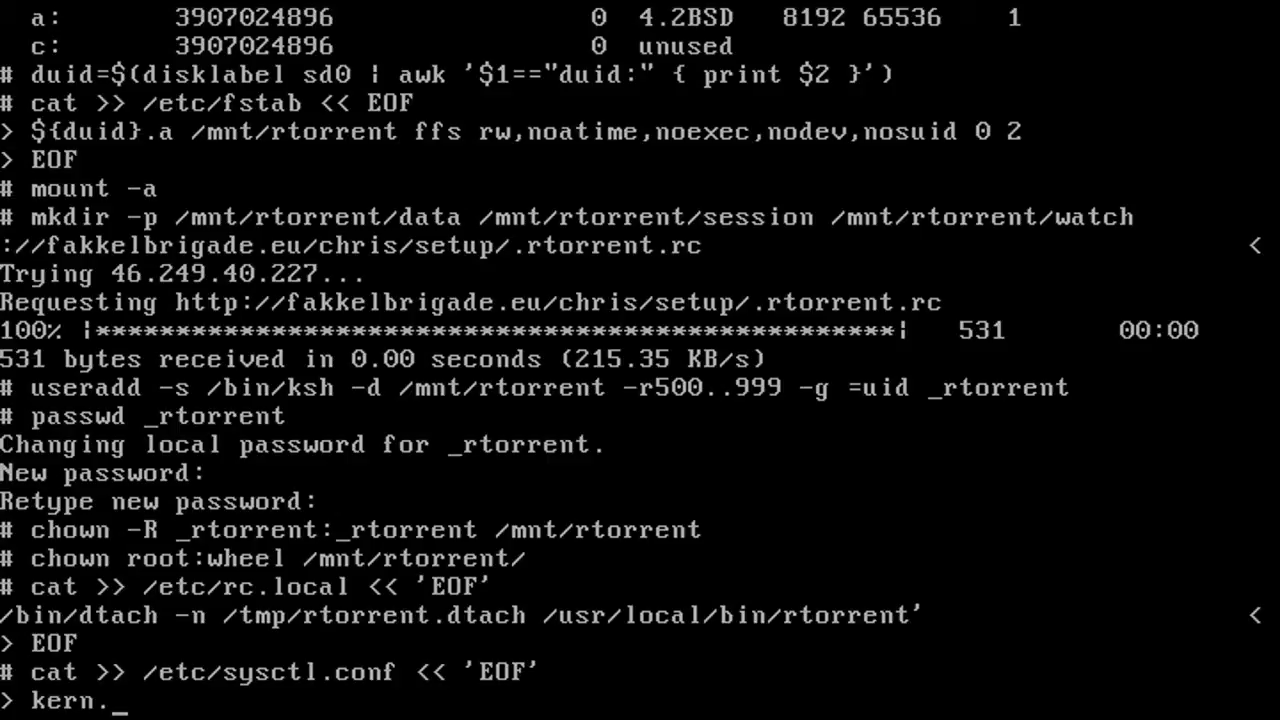 a:        3907024896                0  4.2BSD   8192 65536    1
c:        3907024896                0  unused
# duid=$(disklabel sd0 | awk '$1=="duid:" { print $2 }')
# cat >> /etc/fstab << EOF
> ${duid}.a /mnt/rtorrent ffs rw,noatime,noexec,nodev,nosuid 0 2
> EOF
# mount -a
# mkdir -p /mnt/rtorrent/data /mnt/rtorrent/session /mnt/rtorrent/watch
://fakkelbrigade.eu/chris/setup/.rtorrent.rc                                  <
Trying 46.249.40.227...
Requesting http://fakkelbrigade.eu/chris/setup/.rtorrent.rc
100% |**************************************************|   531       00:00
531 bytes received in 0.00 seconds (215.35 KB/s)
# useradd -s /bin/ksh -d /mnt/rtorrent -r500..999 -g =uid _rtorrent
# passwd _rtorrent
Changing local password for _rtorrent.
New password:
Retype new password:
# chown -R _rtorrent:_rtorrent /mnt/rtorrent
# chown root:wheel /mnt/rtorrent/
# cat >> /etc/rc.local << 'EOF'
/bin/dtach -n /tmp/rtorrent.dtach /usr/local/bin/rtorrent'                    <
> EOF
# cat >> /etc/sysctl.conf << 'EOF'
> kern._